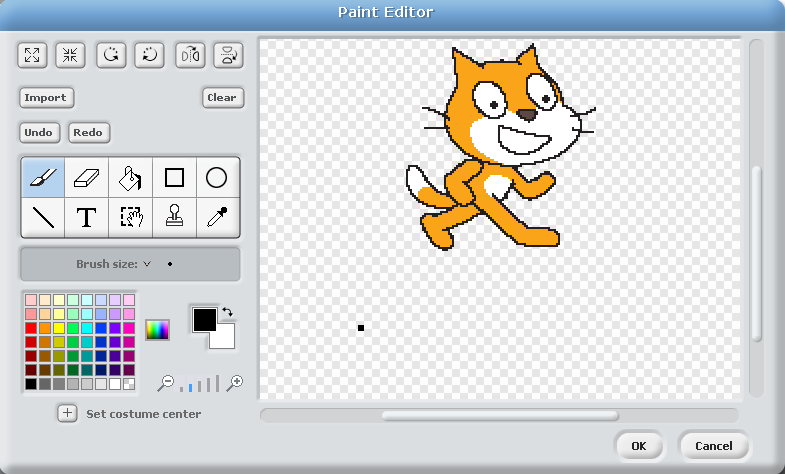 Paint Editor
Import
Clear
Undo
Redo
T
Brush size:
Set costume center
OK
Cancel